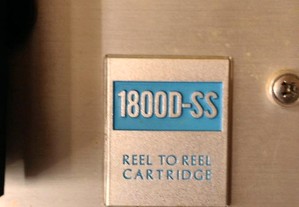 1800D-SS
REEL TO REEL
CARTRIDGE